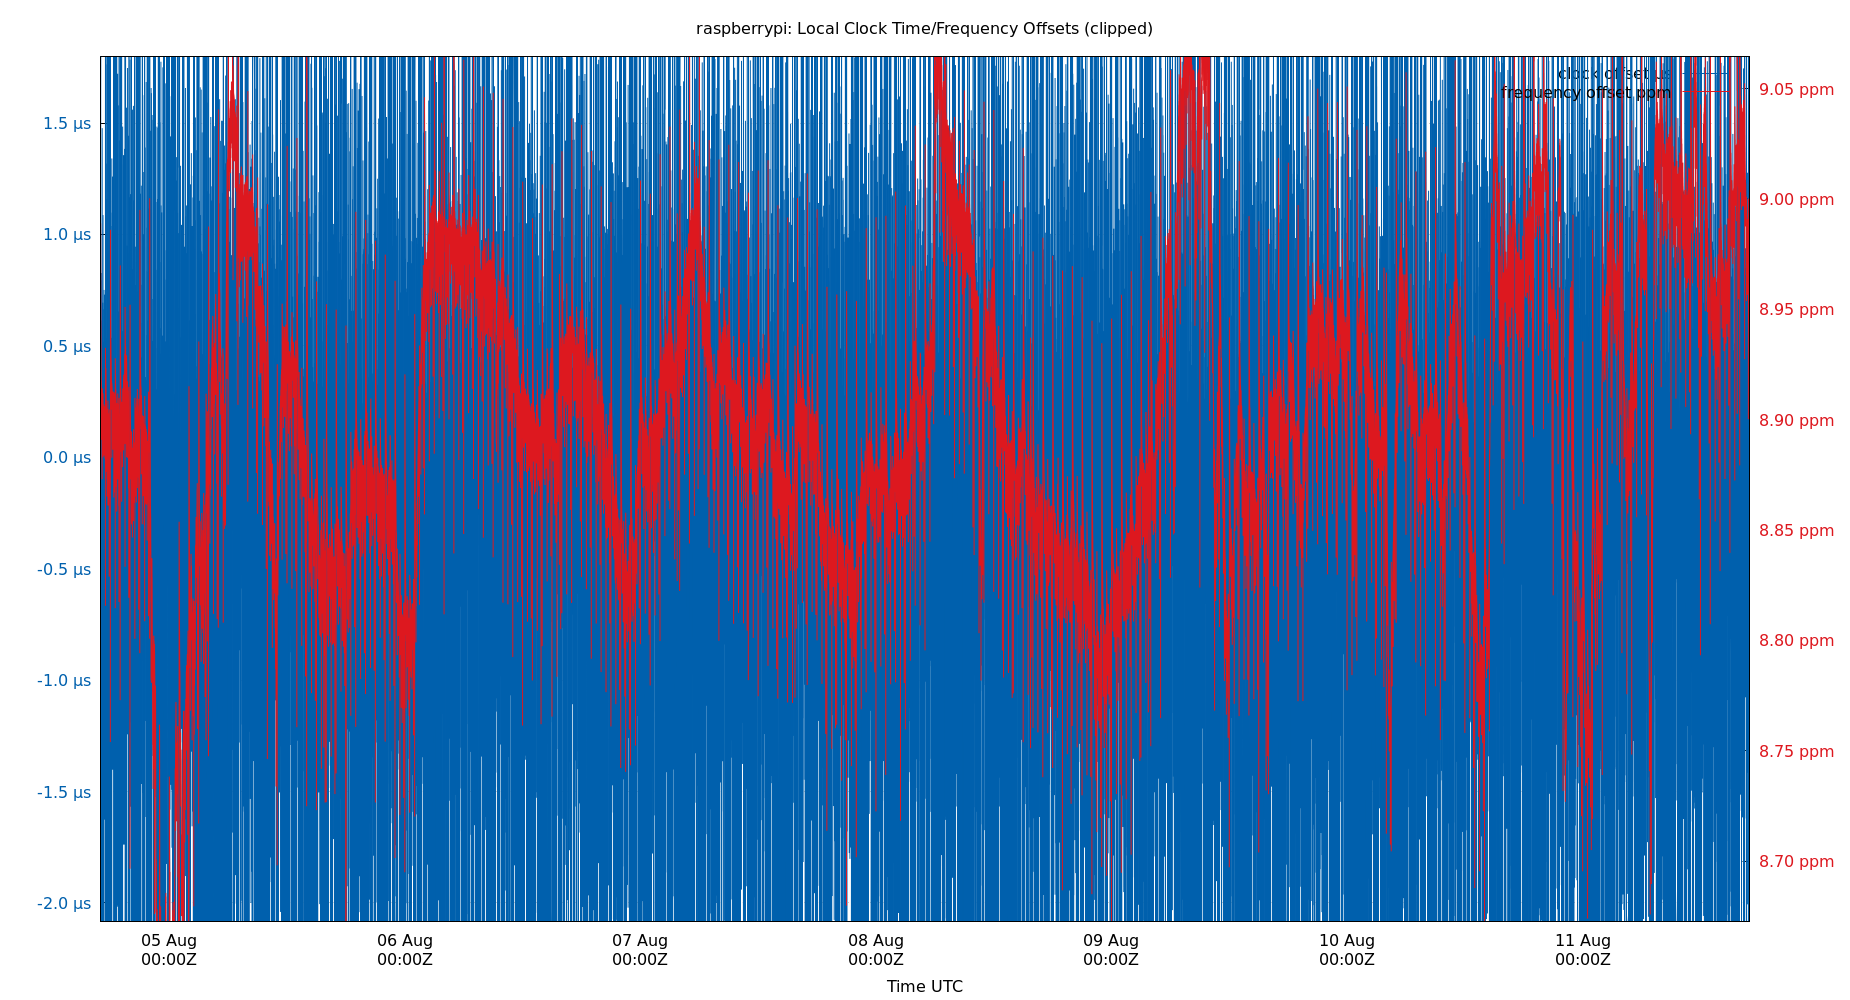 raspberrypi: Local Clock Time/Frequency Offsets (clipped)
clock offset µs
frequency offset ppm
1.5 µs
1.0 µs
0.5 µs
0.0 µs
-0.5 µs
-1.0 µs
-1.5 µs
-2.0 µs
9.05 ppm
9.00 ppm
8.95 ppm
8.90 ppm
8.85 ppm
8.80 ppm
8.75 ppm
8.70 ppm
05 Aug
00:00Z
06 Aug
00:00Z
07 Aug
00:00Z
08 Aug
00:00Z
09 Aug
00:00Z
10 Aug
00:00Z
11 Aug
00:00Z
Time UTC